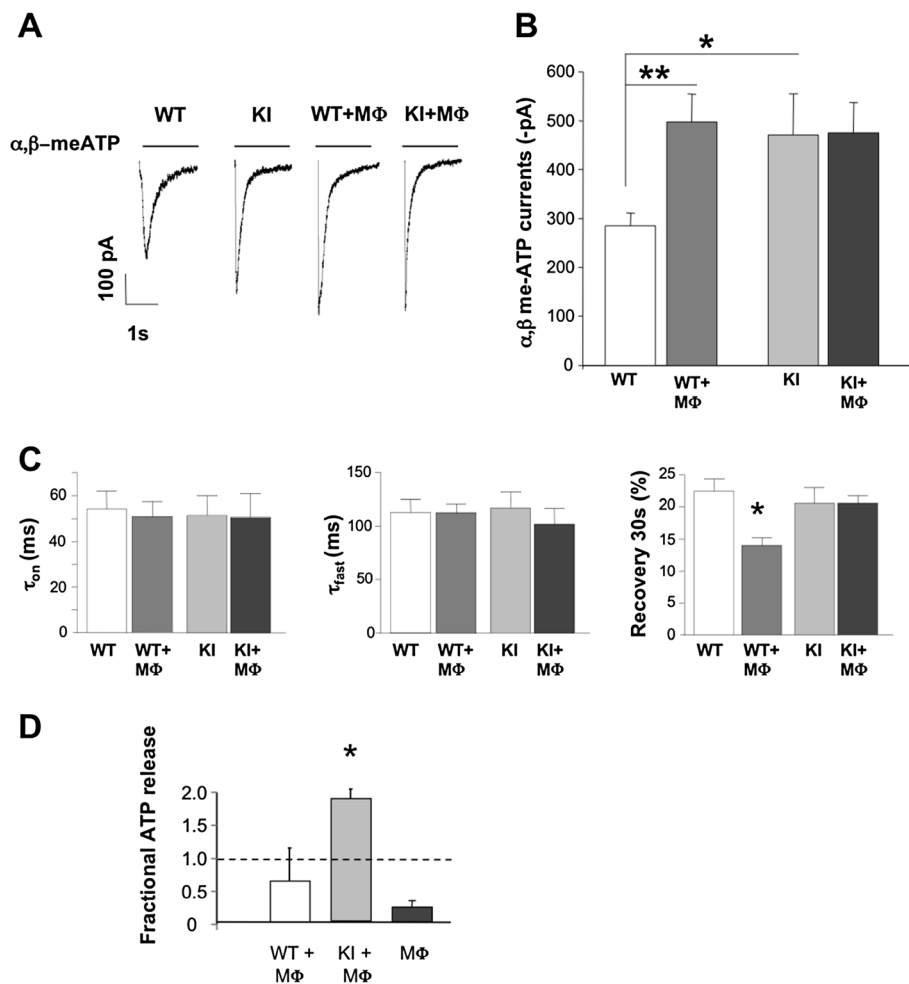 A
WT
KI
WT+MΦ
KI+MΦ
α,β–meATP
100 pA
1s
B
α,β me-ATP currents (-pA)
600
500
400
300
200
100
0
*
**
WT
WT+
MΦ
KI
KI+
MΦ
C
τon (ms)
60
40
20
0
WT
WT+
MΦ
KI
KI+
MΦ
τfast (ms)
150
100
50
0
WT
WT+
MΦ
KI
KI+
MΦ
Recovery 30s (%)
25
20
15
10
5
0
*
WT
WT+
MΦ
KI
KI+
MΦ
D
Fractional ATP release
2.0
1.5
1.0
0.5
0
*
WT +
MΦ
KI +
MΦ
MΦ